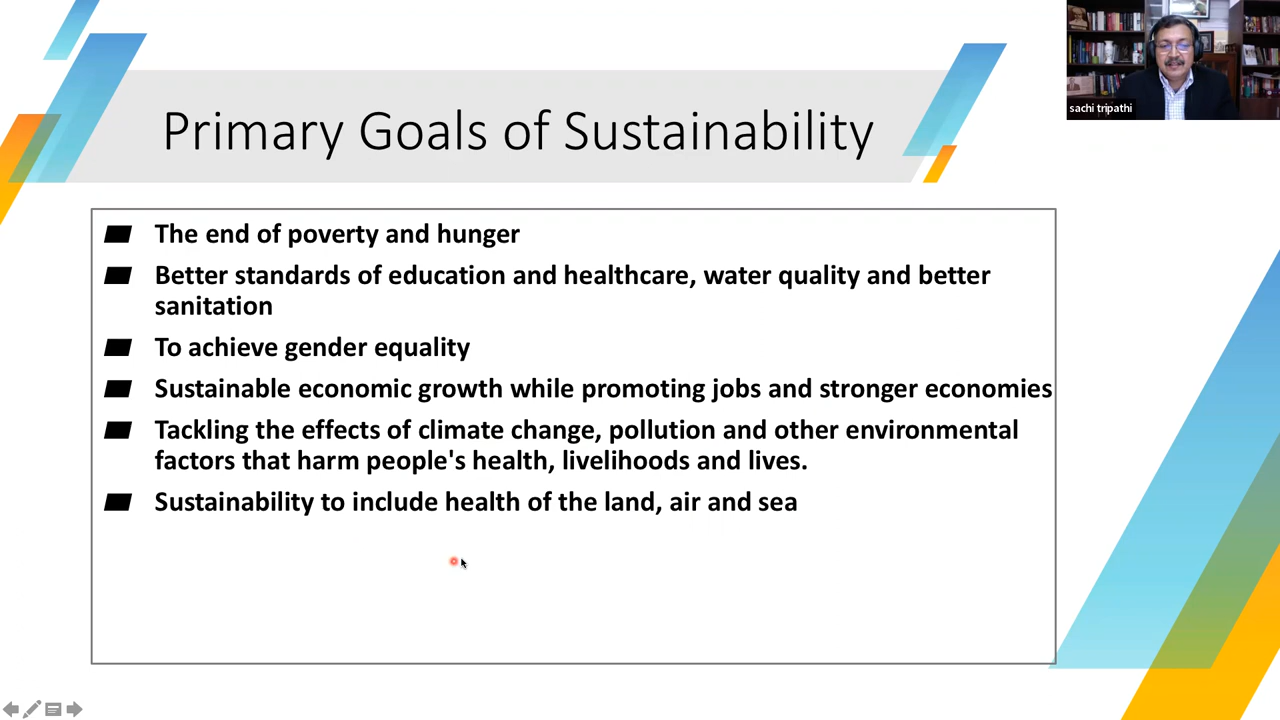 Primary Goals of Sustainability
sachi tripathi
The end of poverty and hunger
Better standards of education and healthcare, water quality and better
sanitation
To achieve gender equality
Sustainable economic growth while promoting jobs and stronger economies
Tackling the effects of climate change, pollution and other environmental
factors that harm people's health, livelihoods and lives.
Sustainability to include health of the land, air and sea